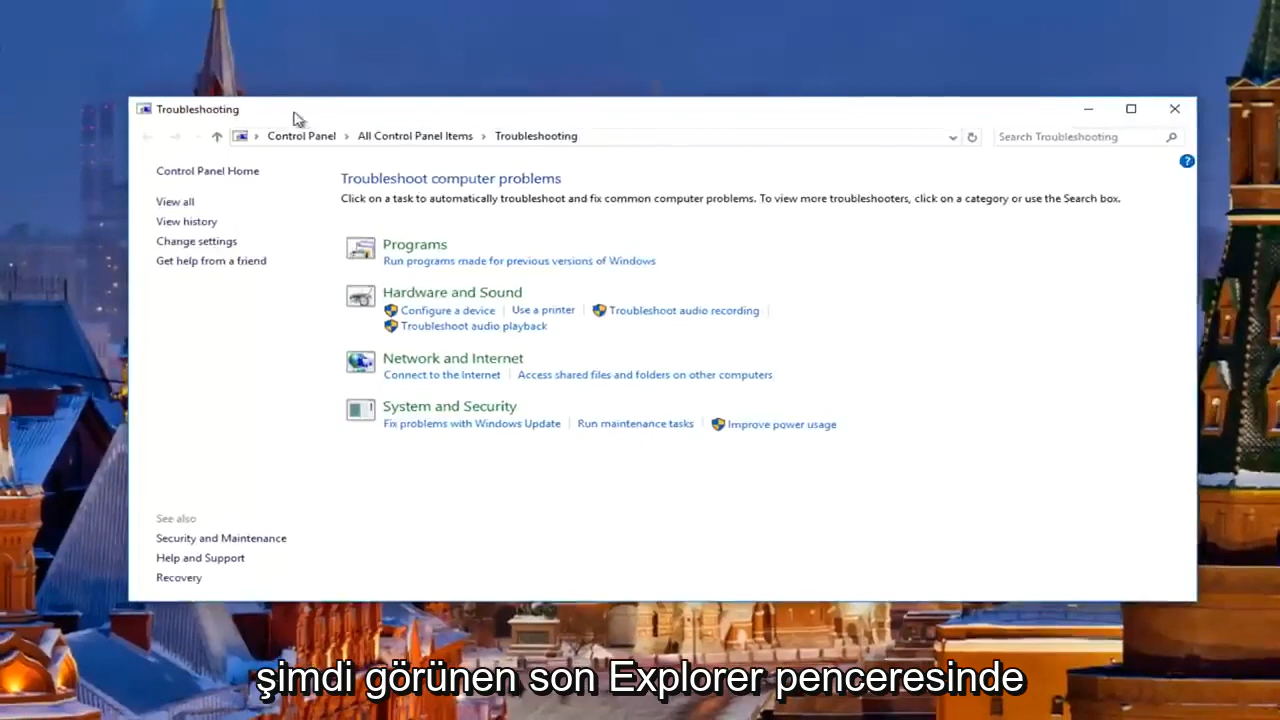 Troubleshooting
Control Panel > All Control Panel Items > Troubleshooting
Search Troubleshooting
?
Control Panel Home
View all
View history
Change settings
Get help from a friend
Troubleshoot computer problems
Click on a task to automatically troubleshoot and fix common computer problems. To view more troubleshooters, click on a category or use the Search box.
Programs
Run programs made for previous versions of Windows
Hardware and Sound
Configure a device | Use a printer | Troubleshoot audio recording |
Troubleshoot audio playback
Network and Internet
Connect to the Internet | Access shared files and folders on other computers
System and Security
Fix problems with Windows Update | Run maintenance tasks | Improve power usage
See also
Security and Maintenance
Help and Support
Recovery
şimdi görünen son Explorer penceresinde